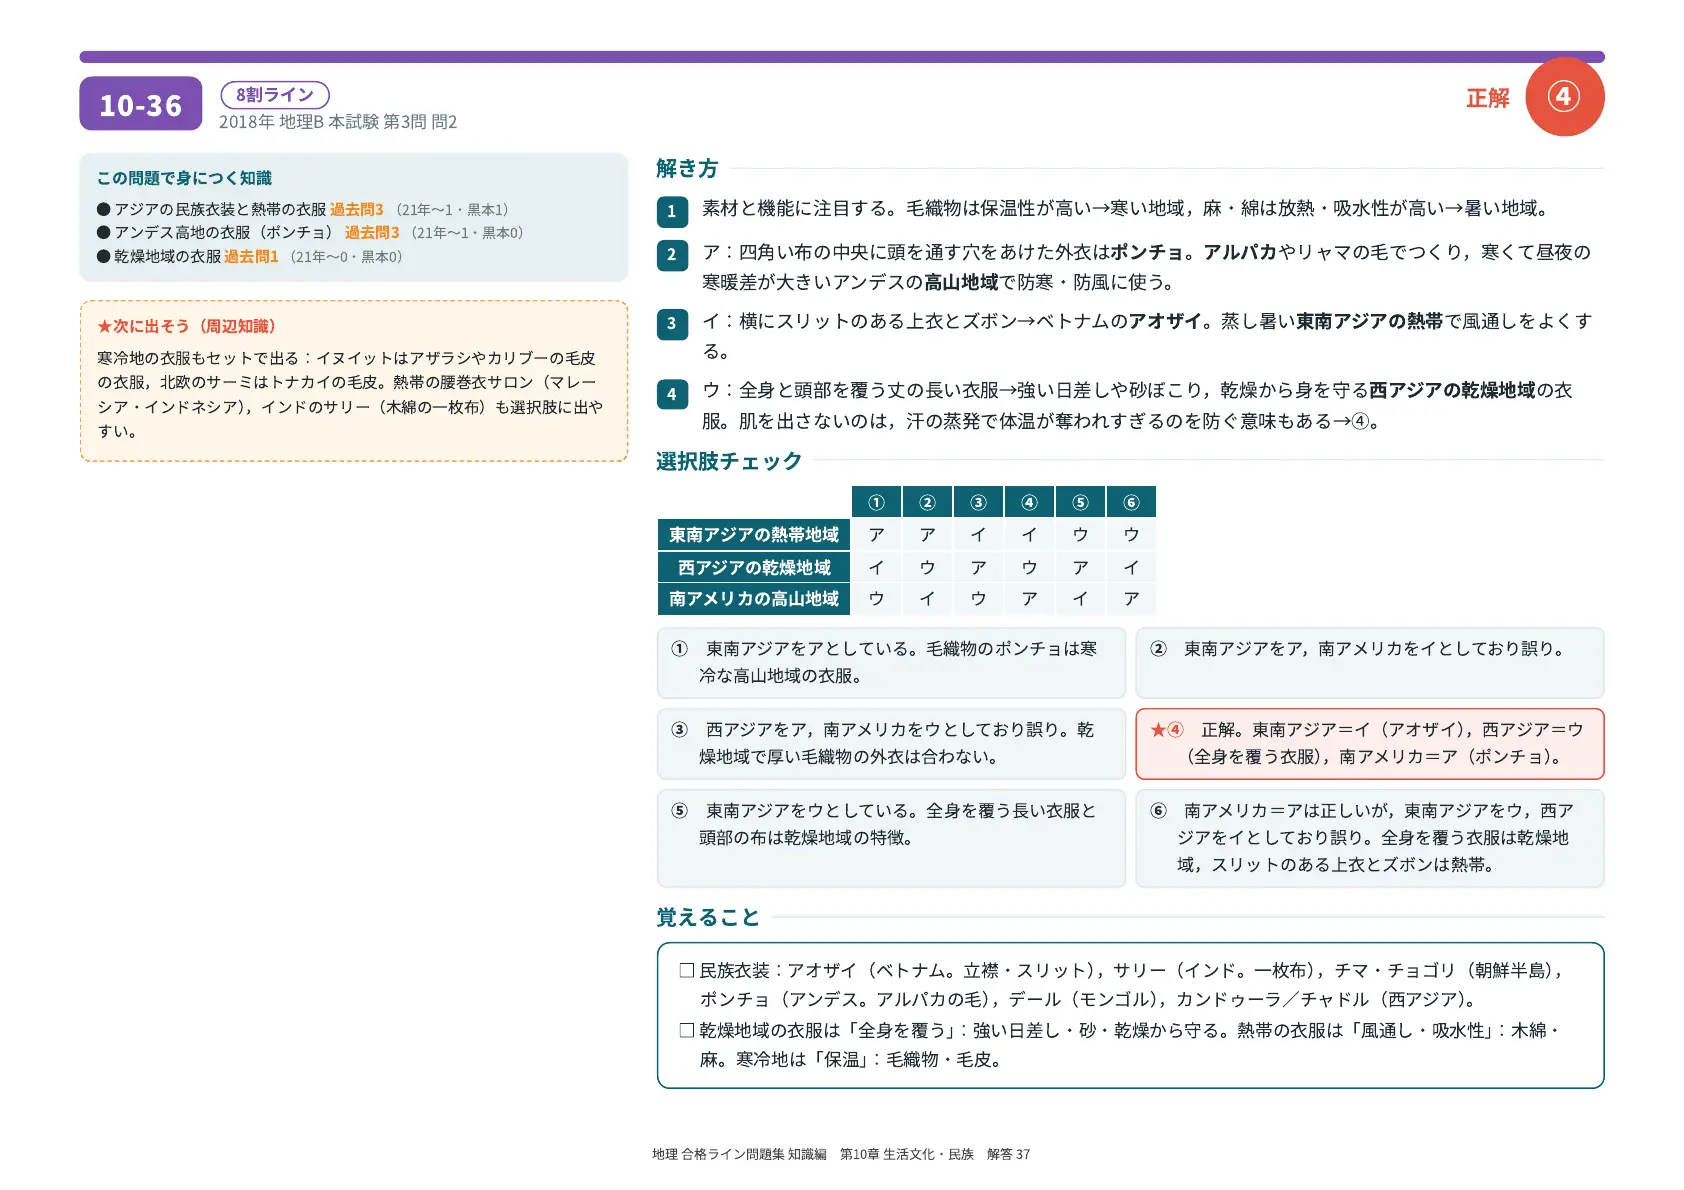 10-36
8割ライン
2018年 地理B 本試験 第3問 問2
正解 ④
この問題で身につく知識
● アジアの民族衣装と熱帯の衣服 過去問3 （21年〜1・黒本1）
● アンデス高地の衣服（ポンチョ） 過去問3 （21年〜1・黒本0）
● 乾燥地域の衣服 過去問1 （21年〜0・黒本0）
★次に出そう（周辺知識）
寒冷地の衣服もセットで出る：イヌイットはアザラシやカリブーの毛皮
の衣服，北欧のサーミはトナカイの毛皮。熱帯の腰巻衣サロン（マレー
シア・インドネシア），インドのサリー（木綿の一枚布）も選択肢に出や
すい。
解き方
1 素材と機能に注目する。毛織物は保温性が高い→寒い地域，麻・綿は放熱・吸水性が高い→暑い地域。
2 ア：四角い布の中央に頭を通す穴をあけた外衣はポンチョ。アルパカやリャマの毛でつくり，寒くて昼夜の
寒暖差が大きいアンデスの高山地域で防寒・防風に使う。
3 イ：横にスリットのある上衣とズボン→ベトナムのアオザイ。蒸し暑い東南アジアの熱帯で風通しをよくす
る。
4 ウ：全身と頭部を覆う丈の長い衣服→強い日差しや砂ぼこり，乾燥から身を守る西アジアの乾燥地域の衣
服。肌を出さないのは，汗の蒸発で体温が奪われすぎるのを防ぐ意味もある→④。
選択肢チェック
① ② ③ ④ ⑤ ⑥
東南アジアの熱帯地域 ア ア イ イ ウ ウ
西アジアの乾燥地域 イ ウ ア ウ ア イ
南アメリカの高山地域 ウ イ ウ ア イ ア
① 東南アジアをアとしている。毛織物のポンチョは寒
冷な高山地域の衣服。
② 東南アジアをア，南アメリカをイとしており誤り。
③ 西アジアをア，南アメリカをウとしており誤り。乾
燥地域で厚い毛織物の外衣は合わない。
★④ 正解。東南アジア＝イ（アオザイ），西アジア＝ウ
（全身を覆う衣服），南アメリカ＝ア（ポンチョ）。
⑤ 東南アジアをウとしている。全身を覆う長い衣服と
頭部の布は乾燥地域の特徴。
⑥ 南アメリカ＝アは正しいが，東南アジアをウ，西ア
ジアをイとしており誤り。全身を覆う衣服は乾燥地
域，スリットのある上衣とズボンは熱帯。
覚えること
□ 民族衣装：アオザイ（ベトナム。立襟・スリット），サリー（インド。一枚布），チマ・チョゴリ（朝鮮半島），
ポンチョ（アンデス。アルパカの毛），デール（モンゴル），カンドゥーラ／チャドル（西アジア）。
□ 乾燥地域の衣服は「全身を覆う」：強い日差し・砂・乾燥から守る。熱帯の衣服は「風通し・吸水性」：木綿・
麻。寒冷地は「保温」：毛織物・毛皮。
地理 合格ライン問題集 知識編 第10章 生活文化・民族 解答 37